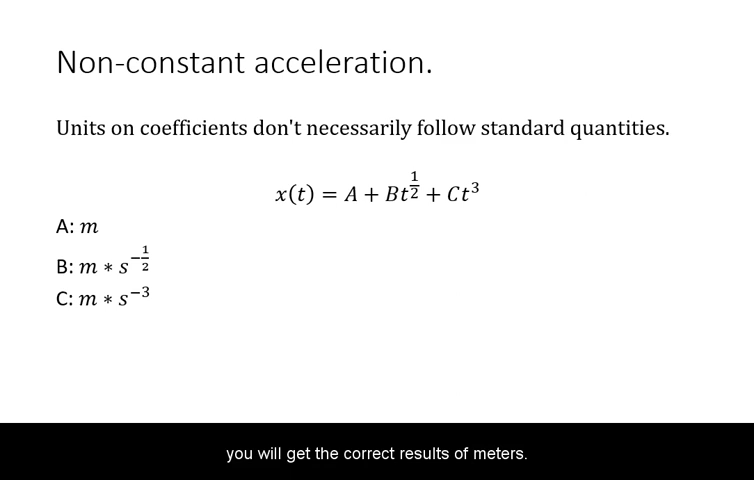 Non-constant acceleration.
Units on coefficients don't necessarily follow standard quantities.
x(t) = A + Bt^{1/2} + Ct^3
A: m
B: m * s^{-1/2}
C: m * s^{-3}
you will get the correct results of meters.